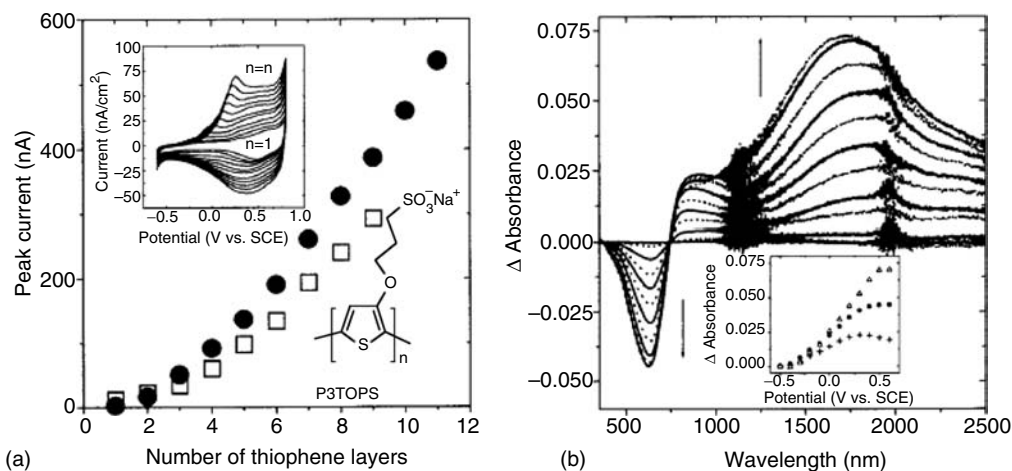 600
400
200
0
0
2
4
6
8
10
12
Peak current (nA)
Number of thiophene layers
100
75
50
25
0
−25
−50
−0.5
0.0
0.5
1.0
Current (nA/cm²)
Potential (V vs. SCE)
n=n
n=1
SO₃⁻Na⁺
O
S
n
P3TOPS
(a)
0.075
0.050
0.025
0.000
−0.025
−0.050
500
1000
1500
2000
2500
Δ Absorbance
Wavelength (nm)
0.075
0.050
0.025
0.000
−0.5
0.0
0.5
Δ Absorbance
Potential (V vs. SCE)
(b)